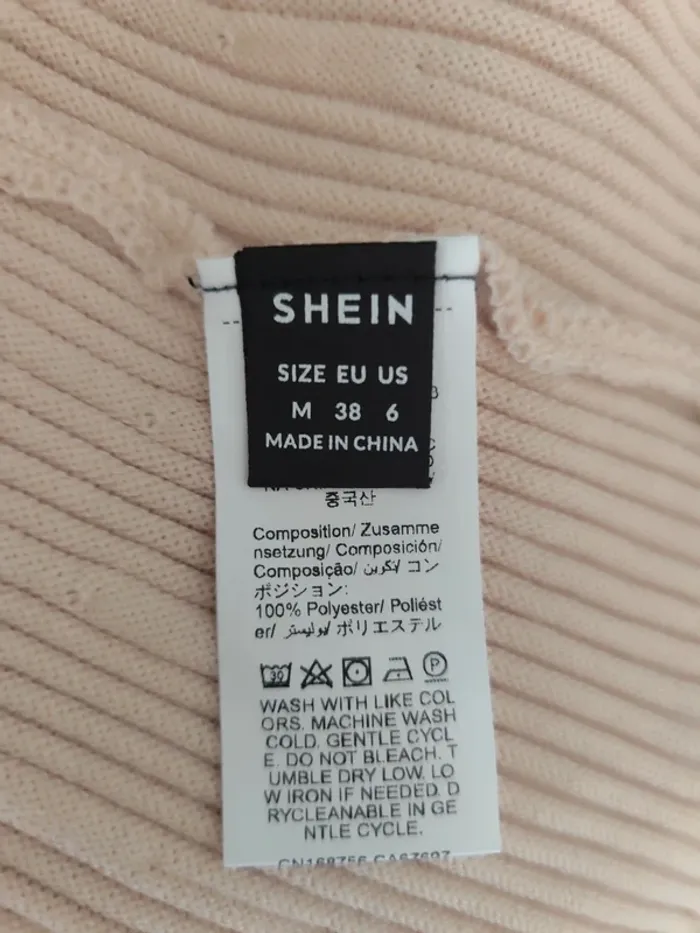 SHEIN
SIZE EU US
M 38 6
MADE IN CHINA
중국산
Composition/ Zusamme
nsetzung/ Composición/
Composição/ تكوين/ コン
ポジション:
100% Polyester/ Poliést
er/ بوليستر/ ポリエステル
30 P
WASH WITH LIKE COL
ORS. MACHINE WASH
COLD. GENTLE CYCL
E. DO NOT BLEACH. T
UMBLE DRY LOW. LO
W IRON IF NEEDED. D
RYCLEANABLE IN GE
NTLE CYCLE.